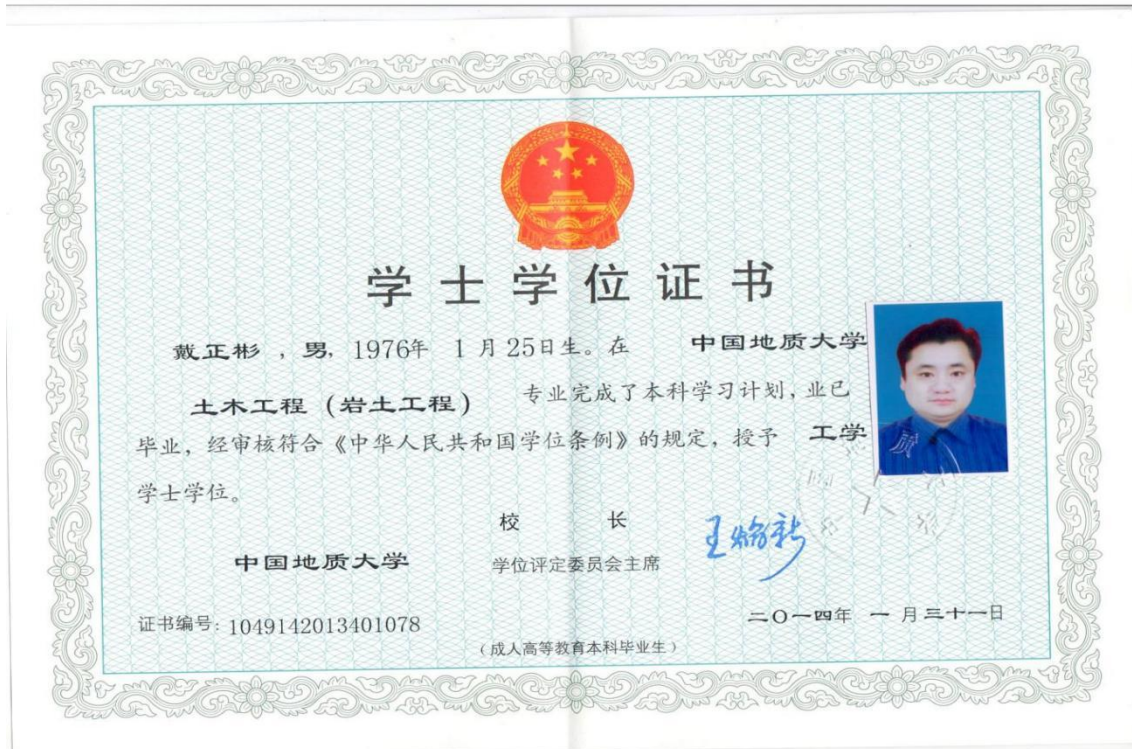 学士学位证书
戴正彬 ，男，1976年 1月25日生。在 中国地质大学
土木工程（岩土工程） 专业完成了本科学习计划，业已
毕业，经审核符合《中华人民共和国学位条例》的规定，授予 工学
学士学位。
校 长
中国地质大学 学位评定委员会主席
证书编号：1049142013401078 二〇一四年 一月三十一日
（成人高等教育本科毕业生）